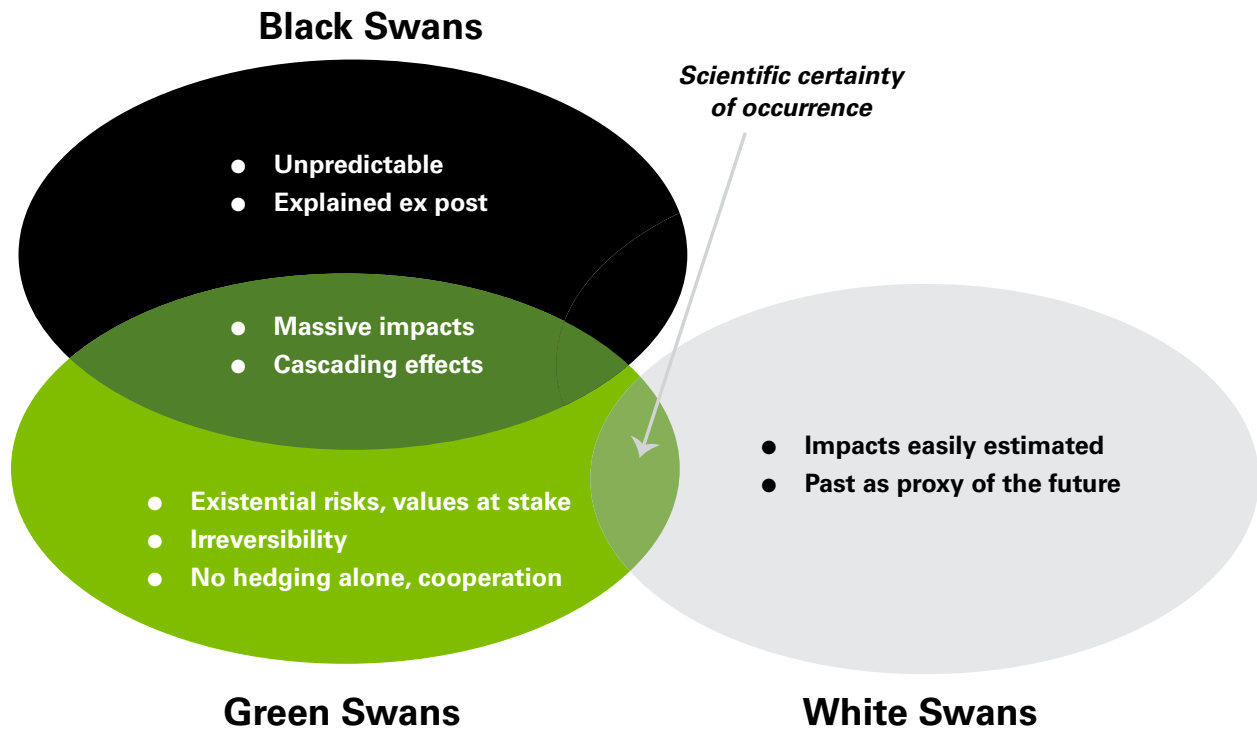 Black Swans
Scientific certainty
of occurrence
● Unpredictable
● Explained ex post
● Massive impacts
● Cascading effects
● Impacts easily estimated
● Past as proxy of the future
● Existential risks, values at stake
● Irreversibility
● No hedging alone, cooperation
Green Swans
White Swans